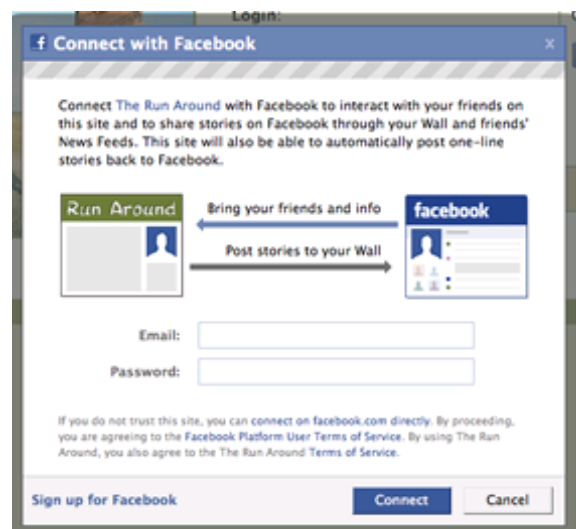 Login:
Connect with Facebook
x
Connect The Run Around with Facebook to interact with your friends on
this site and to share stories on Facebook through your Wall and friends'
News Feeds. This site will also be able to automatically post one-line
stories back to Facebook.
Run Around
Bring your friends and info
facebook
Post stories to your Wall
Email:
Password:
If you do not trust this site, you can connect on facebook.com directly. By proceeding,
you are agreeing to the Facebook Platform User Terms of Service. By using The Run
Around, you also agree to the The Run Around Terms of Service.
Sign up for Facebook
Connect
Cancel